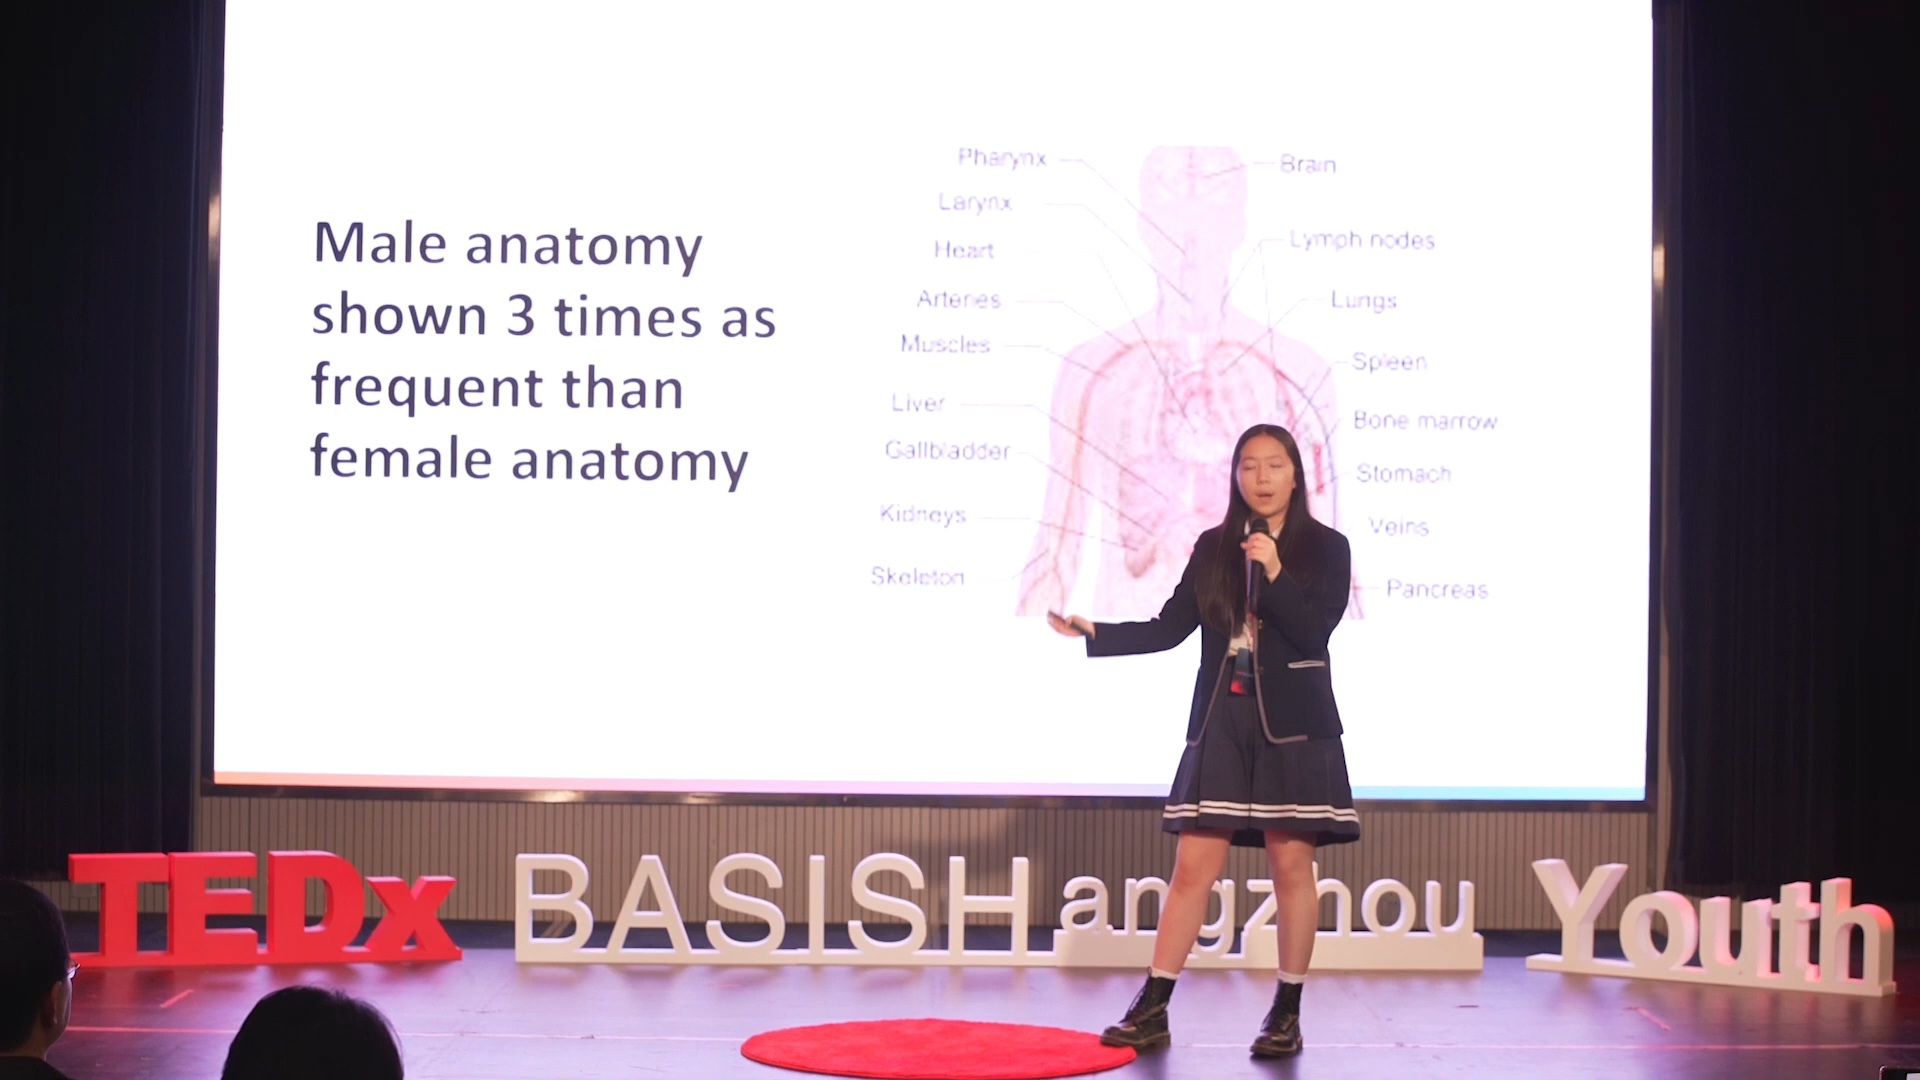 Male anatomy
shown 3 times as
frequent than
female anatomy
Pharynx
Larynx
Heart
Arteries
Muscles
Liver
Gallbladder
Kidneys
Skeleton
Brain
Lymph nodes
Lungs
Spleen
Bone marrow
Stomach
Veins
Pancreas
TEDx BASISHangzhou Youth